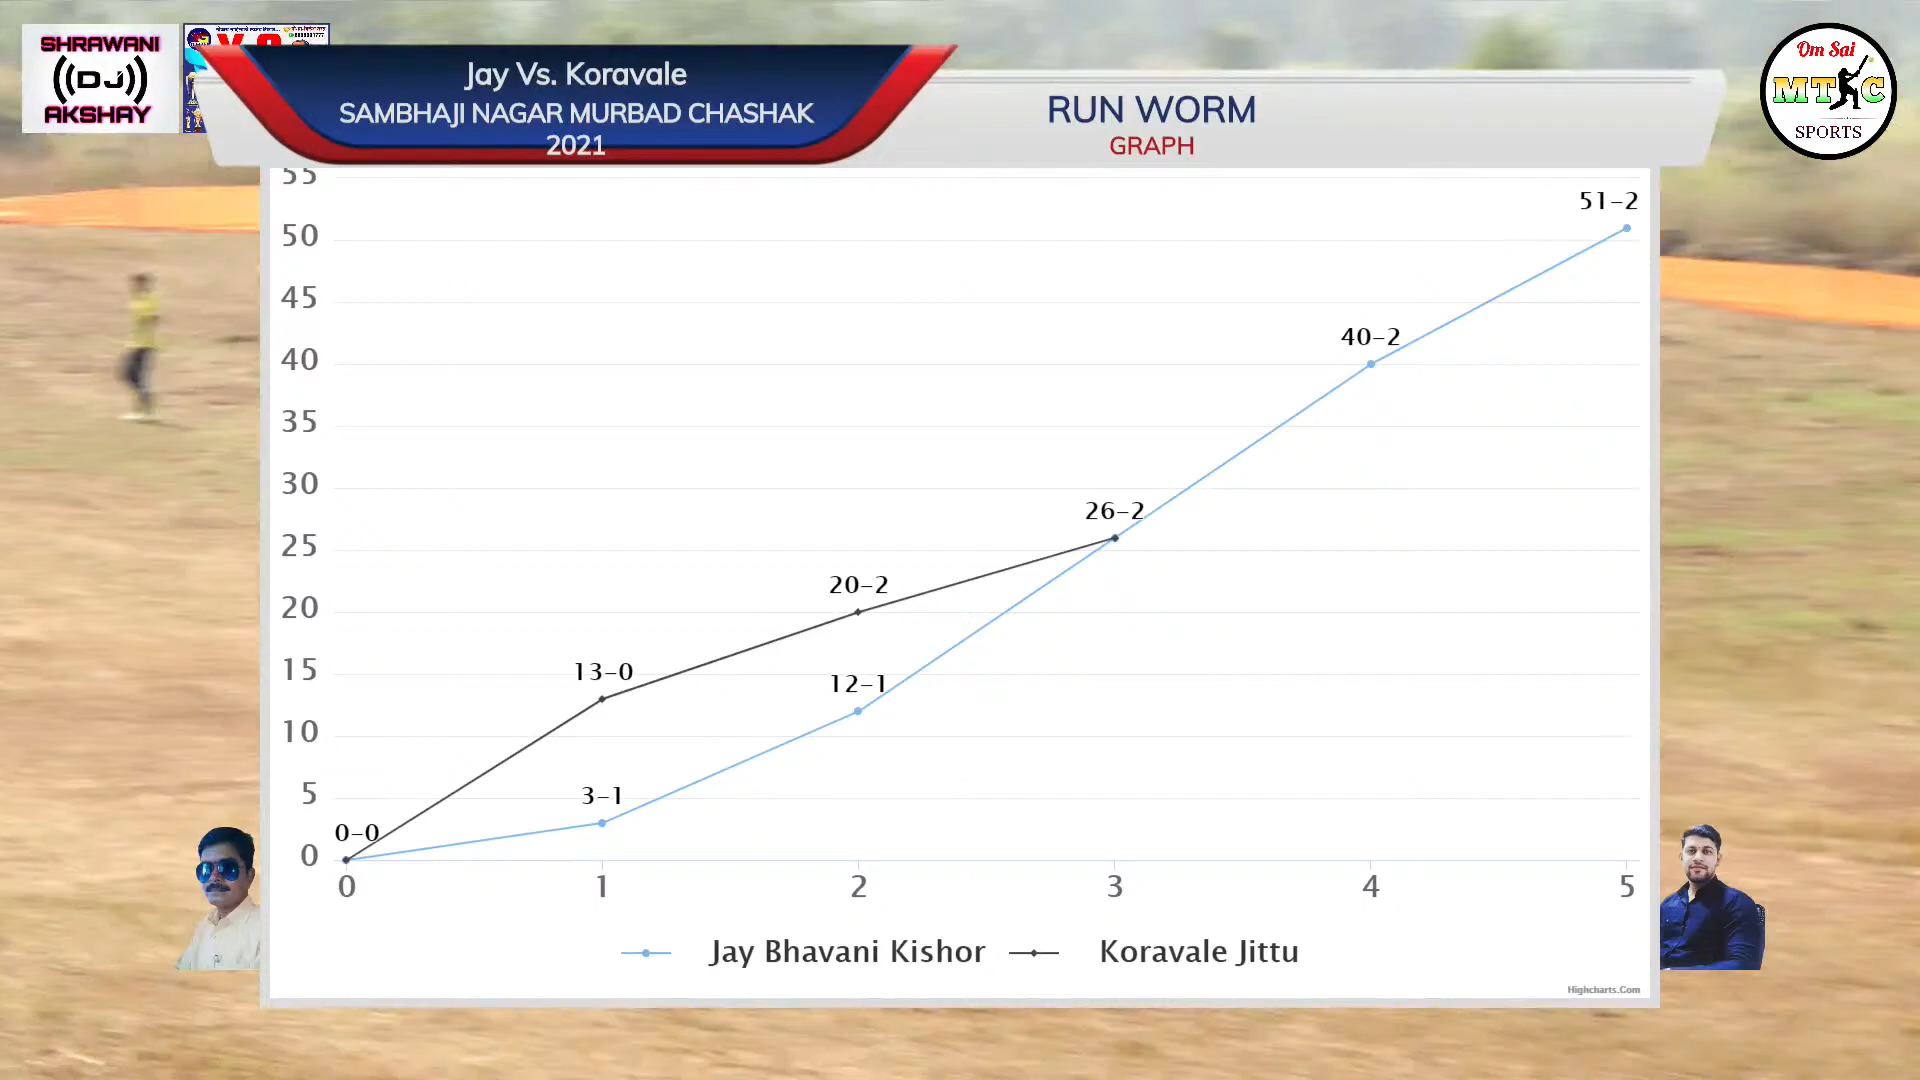 SHRAWANI
DJ
AKSHAY
Jay Vs. Koravale
SAMBHAJI NAGAR MURBAD CHASHAK
2021
RUN WORM
GRAPH
Om Sai
MT C
SPORTS
55
50
45
40
35
30
25
20
15
10
5
0
51-2
40-2
26-2
20-2
13-0
12-1
3-1
0-0
0 1 2 3 4 5
Jay Bhavani Kishor Koravale Jittu
Highcharts.Com